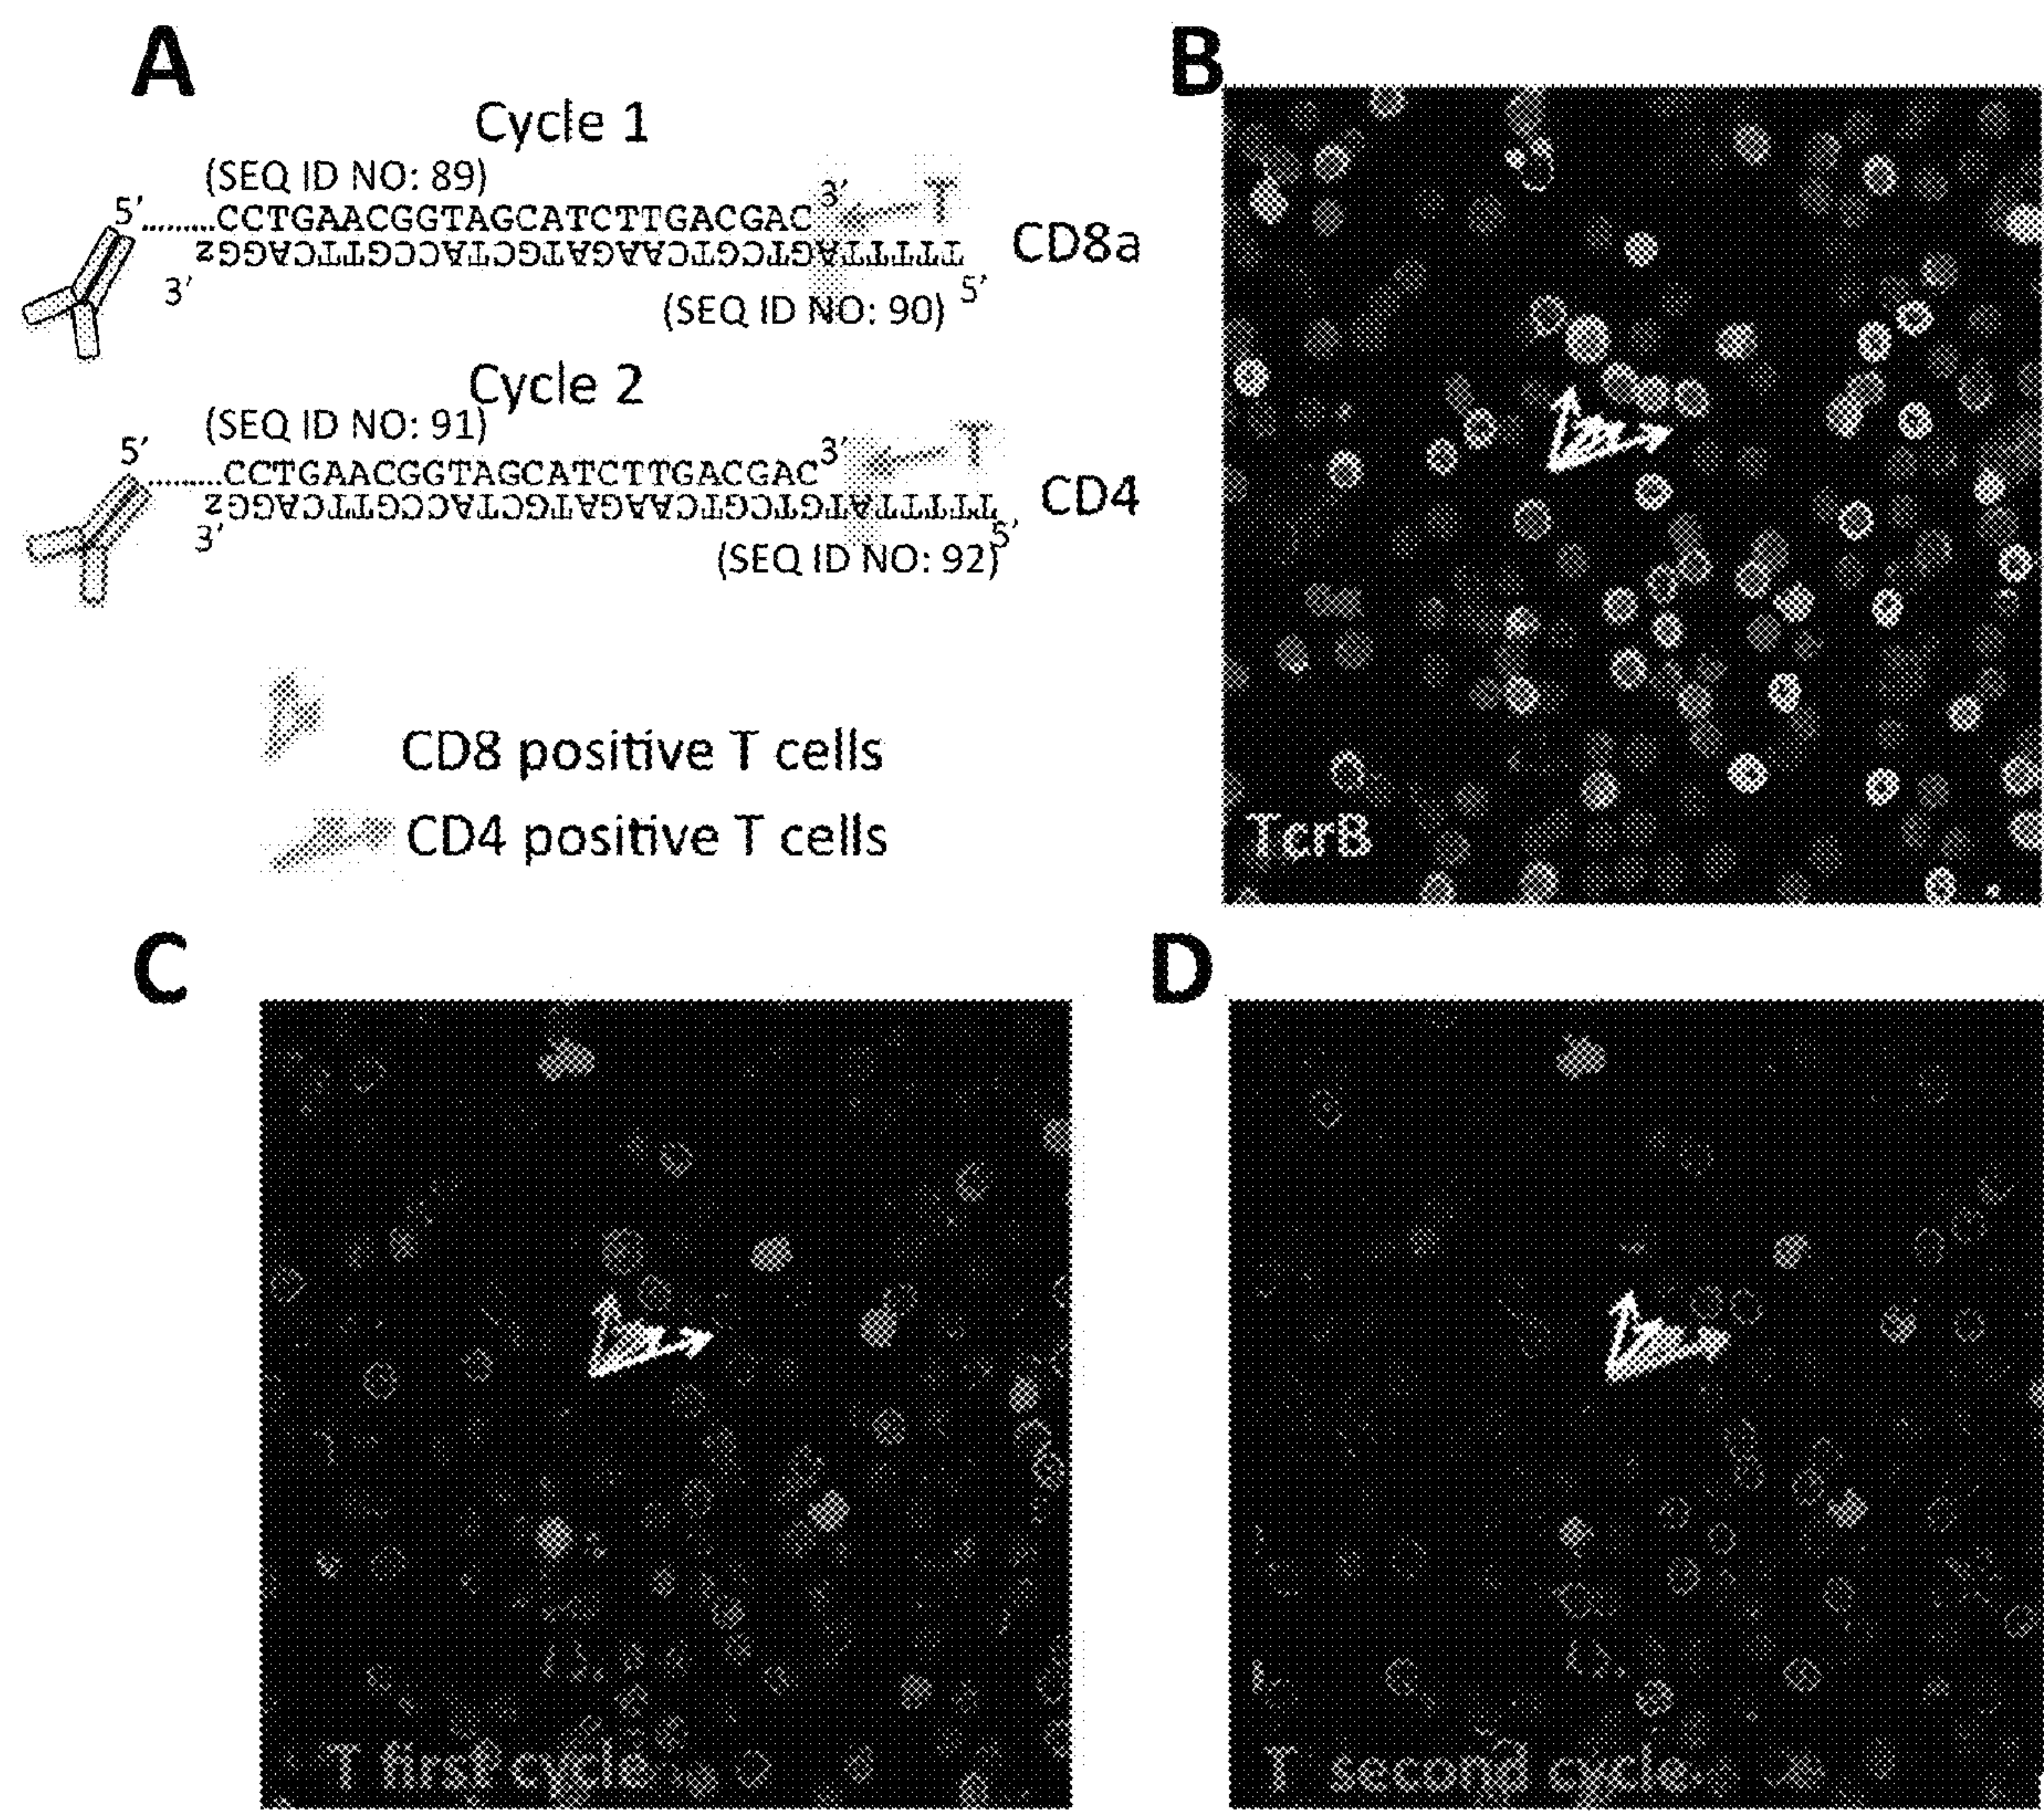 A
Cycle 1
(SEQ ID NO: 89)
5' .........CCTGAACGGTAGCATCTTGACGAC 3' T
TTTTTAGTCGTCAAGATGCTACCGTTCAGGz
CD8a
3' 5'
(SEQ ID NO: 90)
Cycle 2
(SEQ ID NO: 91)
5' .........CCTGAACGGTAGCATCTTGACGAC 3' T
TTTTTATGTCGTCAAGATGCTACCGTTCAGGz
CD4
3' 5'
(SEQ ID NO: 92)
CD8 positive T cells
CD4 positive T cells
B
TcrB
C
T first cycle
D
T second cycle